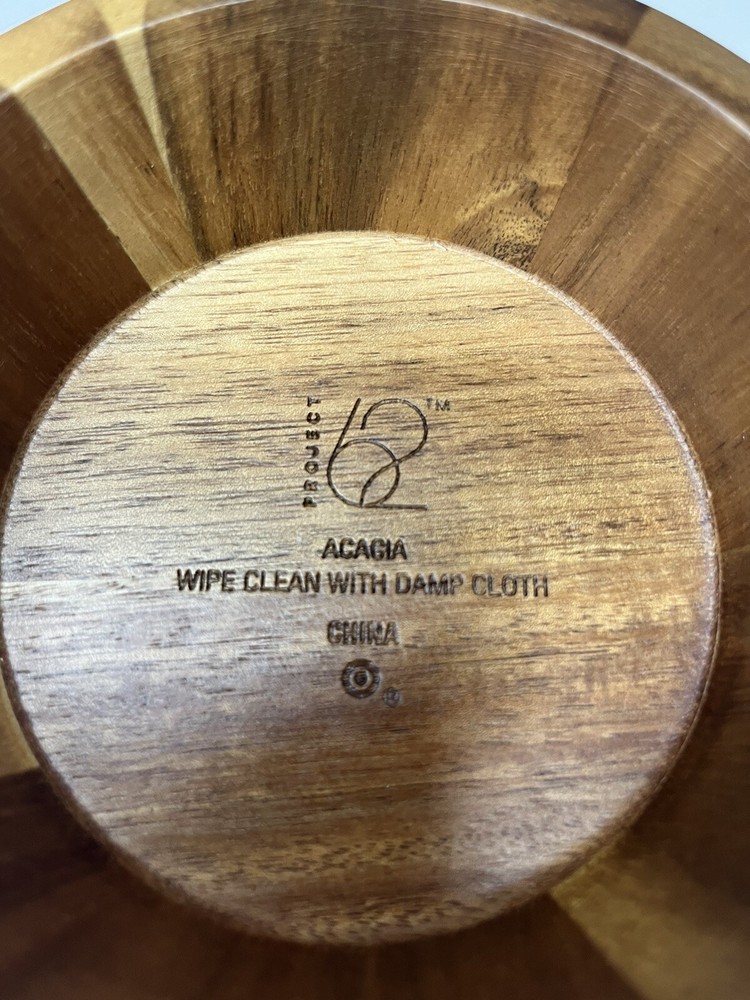 PROJECT
62™
ACACIA
WIPE CLEAN WITH DAMP CLOTH
CHINA
®